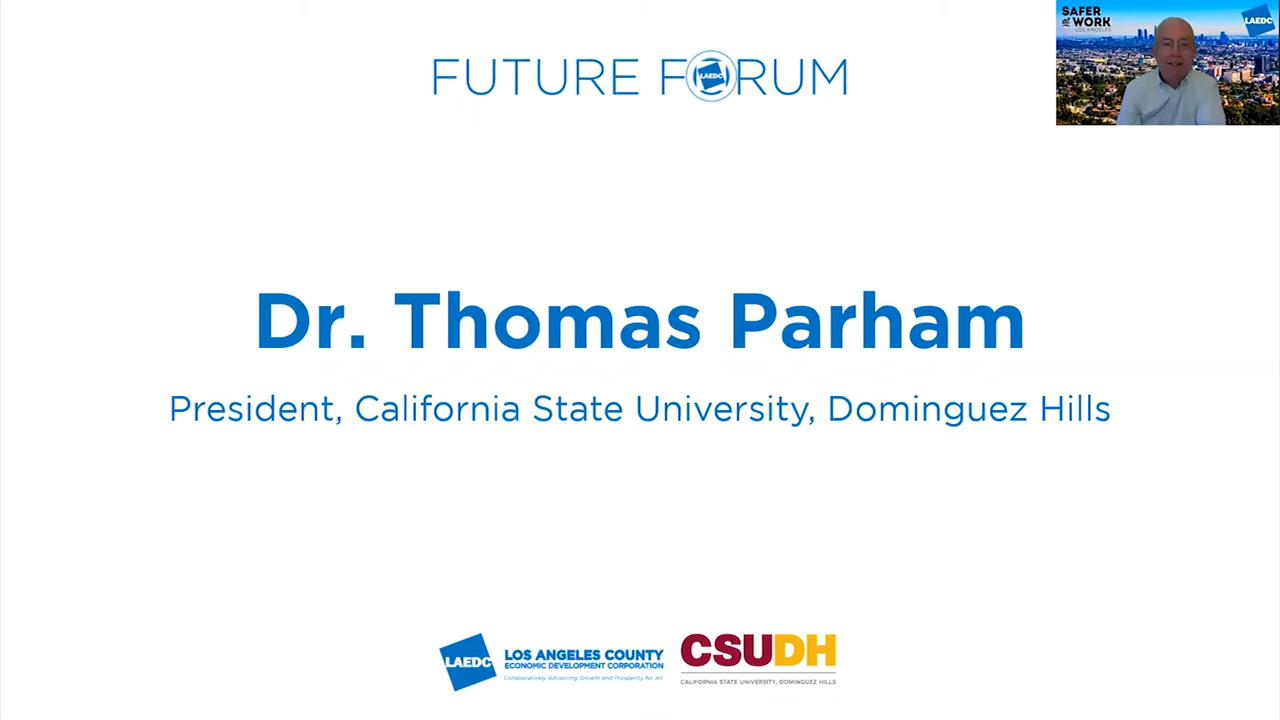 SAFER
at WORK
LOS ANGELES
LAEDC
FUTURE FORUM
LAEDC
Dr. Thomas Parham
President, California State University, Dominguez Hills
LAEDC
LOS ANGELES COUNTY
ECONOMIC DEVELOPMENT CORPORATION
Collaboratively Advancing Growth and Prosperity for All
CSUDH
CALIFORNIA STATE UNIVERSITY, DOMINGUEZ HILLS